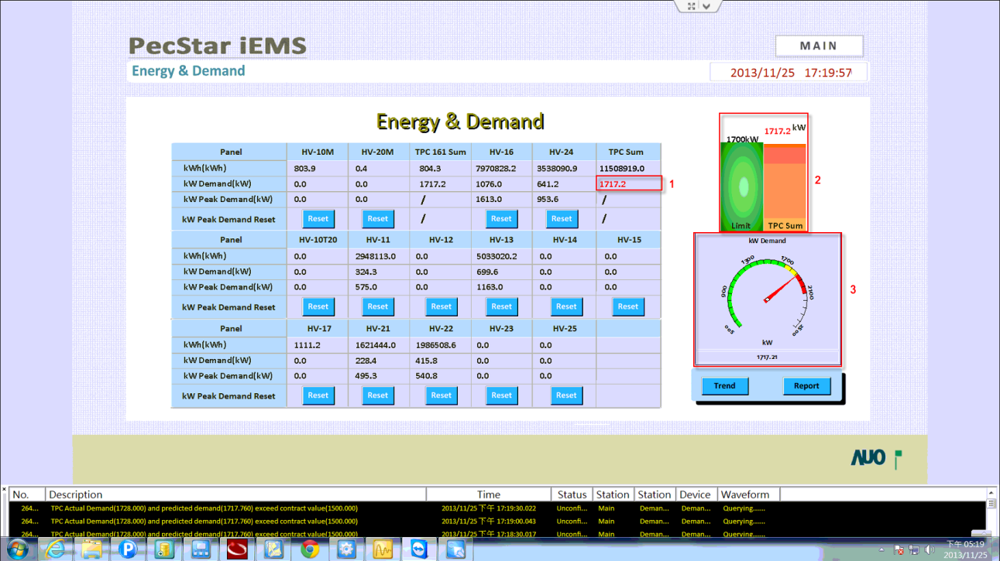 PecStar iEMS
MAIN
Energy & Demand
2013/11/25 17:19:57
Energy & Demand
Panel HV-10M HV-20M TPC 161 Sum HV-16 HV-24 TPC Sum
kWh(kWh) 803.9 0.4 804.3 7970828.2 3538090.9 11508919.0
kW Demand(kW) 0.0 0.0 1717.2 1076.0 641.2 1717.2 1
kW Peak Demand(kW) 0.0 0.0 / 1613.0 953.6 /
kW Peak Demand Reset Reset Reset / Reset Reset /
Panel HV-10T20 HV-11 HV-12 HV-13 HV-14 HV-15
kWh(kWh) 0.0 2948113.0 0.0 5033020.2 0.0 0.0
kW Demand(kW) 0.0 324.3 0.0 699.6 0.0 0.0
kW Peak Demand(kW) 0.0 575.0 0.0 1163.0 0.0 0.0
kW Peak Demand Reset Reset Reset Reset Reset Reset Reset
Panel HV-17 HV-21 HV-22 HV-23 HV-25
kWh(kWh) 1111.2 1621444.0 1986508.6 0.0 0.0
kW Demand(kW) 0.0 228.4 415.8 0.0 0.0
kW Peak Demand(kW) 0.0 495.3 540.8 0.0 0.0
kW Peak Demand Reset Reset Reset Reset Reset Reset
1717.2 kW
1700kW
2
Limit TPC Sum
kW Demand
500 900 1300 1700 2100 2500
3
kW
1717.21
Trend Report
AUO
No. Description Time Status Station Station Device Waveform
264... TPC Actual Demand(1728.000) and predicted demand(1717.760) exceed contract value(1500.000) 2013/11/25 下午 17:19:30.022 Unconfi... Main Deman... Deman... Querying......
264... TPC Actual Demand(1728.000) and predicted demand(1717.760) exceed contract value(1500.000) 2013/11/25 下午 17:19:00.043 Unconfi... Main Deman... Deman... Querying......
264... TPC Actual Demand(1728.000) and predicted demand(1717.760) exceed contract value(1500.000) 2013/11/25 下午 17:18:30.017 Unconfi... Main Deman... Deman... Querying......
下午 05:19
2013/11/25